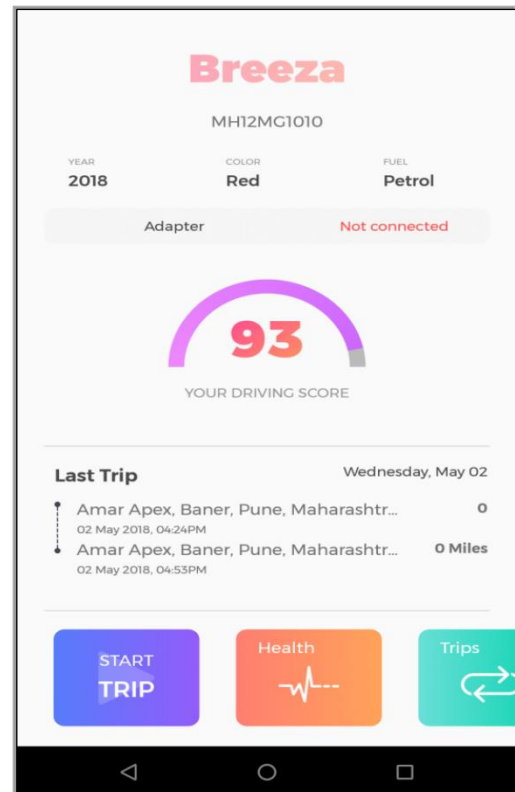 Breeza
MH12MG1010
YEAR COLOR FUEL
2018 Red Petrol
Adapter Not connected
93
YOUR DRIVING SCORE
Last Trip Wednesday, May 02
Amar Apex, Baner, Pune, Maharashtr... 0
02 May 2018, 04:24PM
Amar Apex, Baner, Pune, Maharashtr... 0 Miles
02 May 2018, 04:53PM
START Health Trips
TRIP